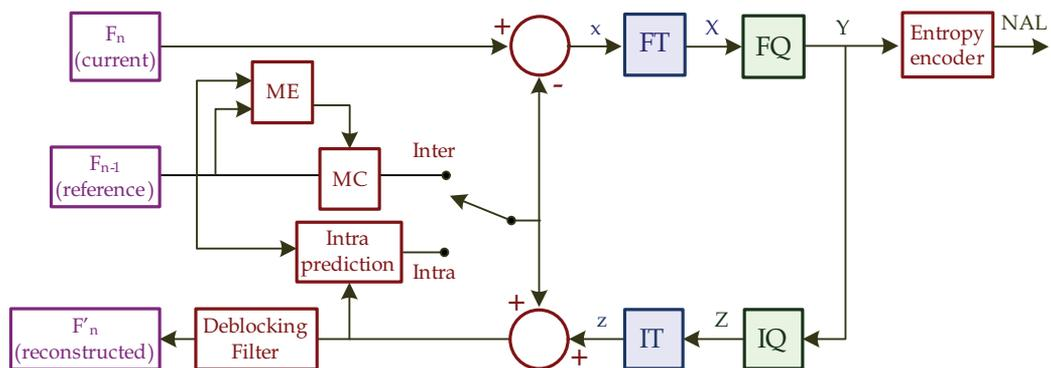 Fn
(current)
+
-
x
FT
X
FQ
Y
Entropy
encoder
NAL
ME
Fn-1
(reference)
MC
Inter
Intra
prediction
Intra
F'n
(reconstructed)
Deblocking
Filter
+
+
z
IT
Z
IQ